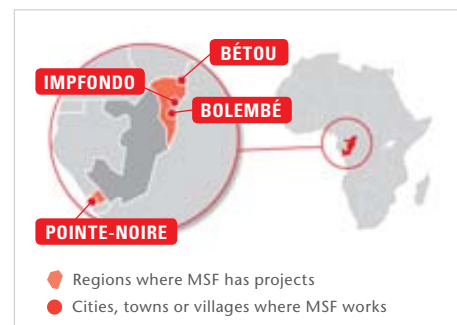 BÉTOU
IMPFONDO
BOLEMBÉ
POINTE-NOIRE
Regions where MSF has projects
Cities, towns or villages where MSF works